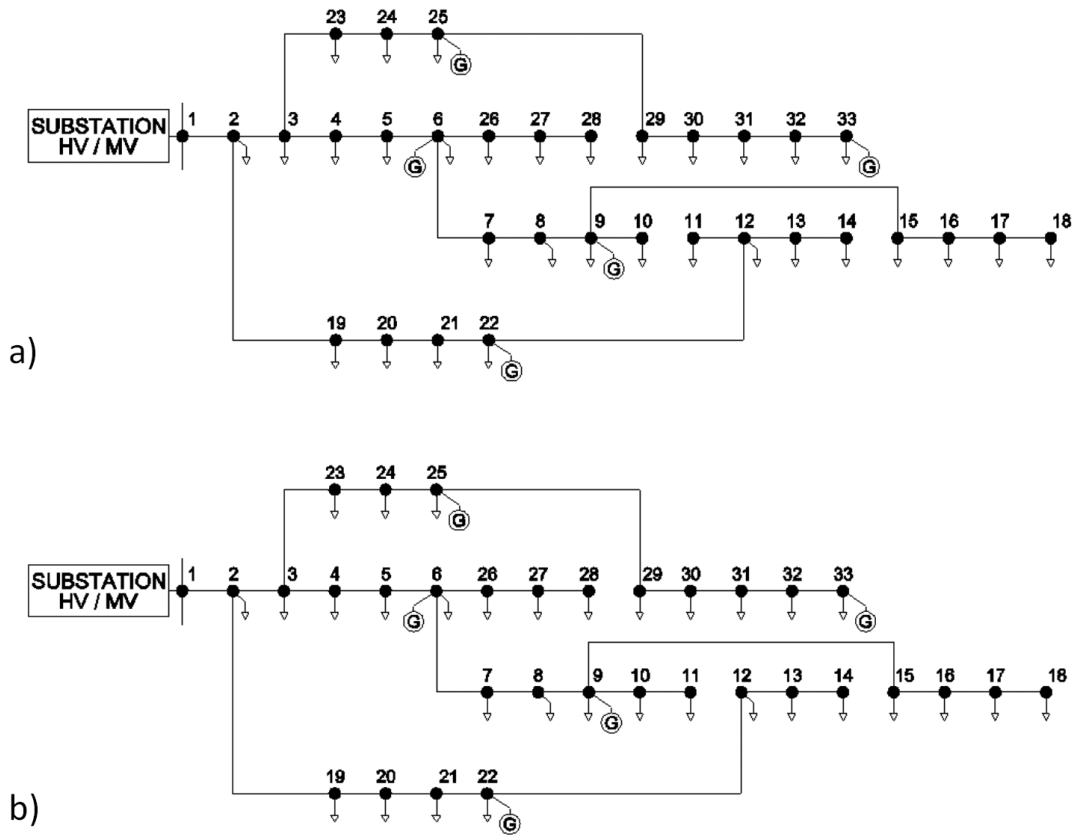 23 24 25
G
SUBSTATION
HV / MV
1 2 3 4 5 6 26 27 28 29 30 31 32 33
G G
7 8 9 10 11 12 13 14 15 16 17 18
G
19 20 21 22
a)
G
23 24 25
G
SUBSTATION
HV / MV
1 2 3 4 5 6 26 27 28 29 30 31 32 33
G G
7 8 9 10 11 12 13 14 15 16 17 18
G
19 20 21 22
b)
G